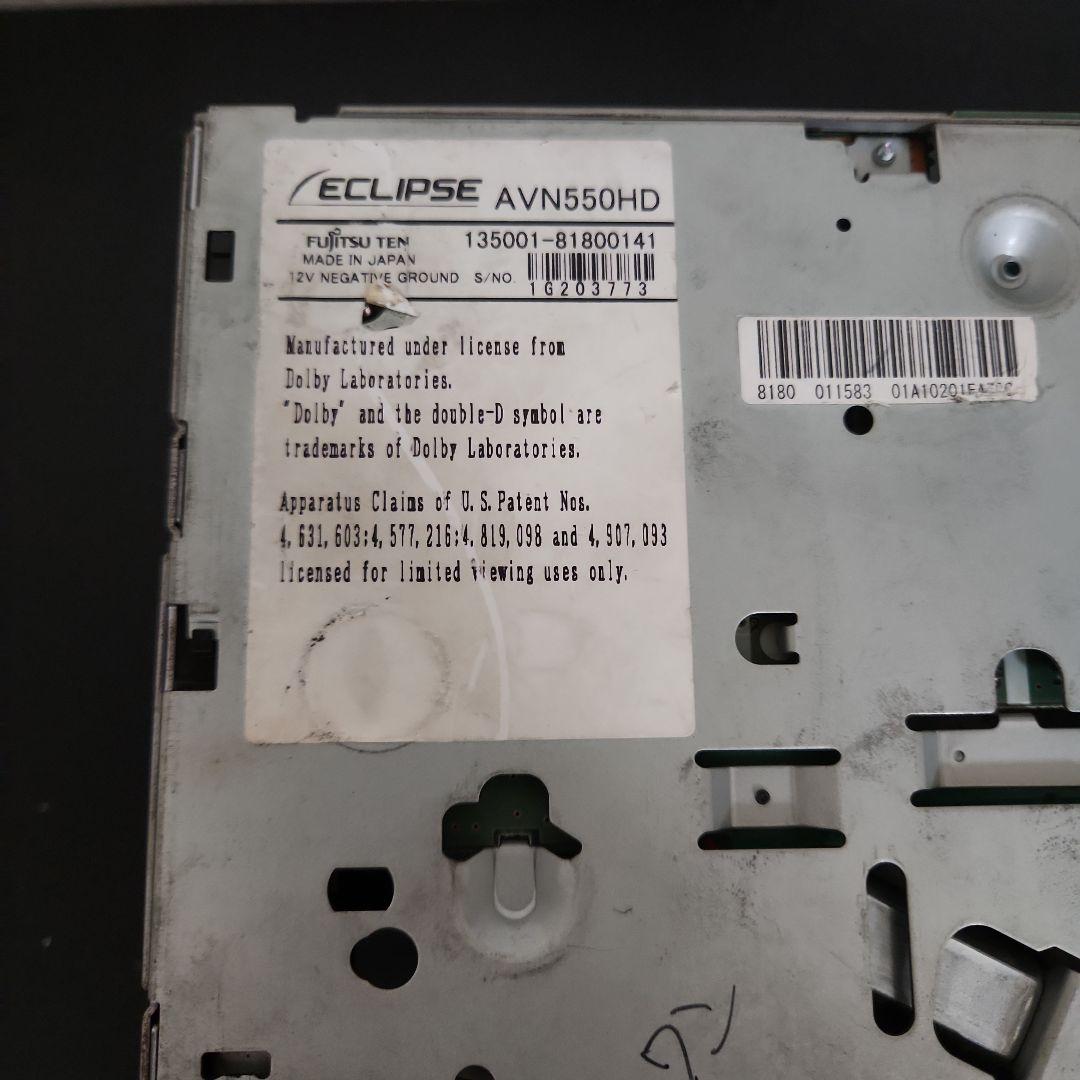 ECLIPSE AVN550HD
FUJITSU TEN 135001-81800141
MADE IN JAPAN
12V NEGATIVE GROUND S/NO.
1G203773
Manufactured under license from
Dolby Laboratories.
"Dolby" and the double-D symbol are
trademarks of Dolby Laboratories.
Apparatus Claims of U.S.Patent Nos.
4,631,603;4,577,216;4,819,098 and 4,907,093
licensed for limited viewing uses only.
8180 011583